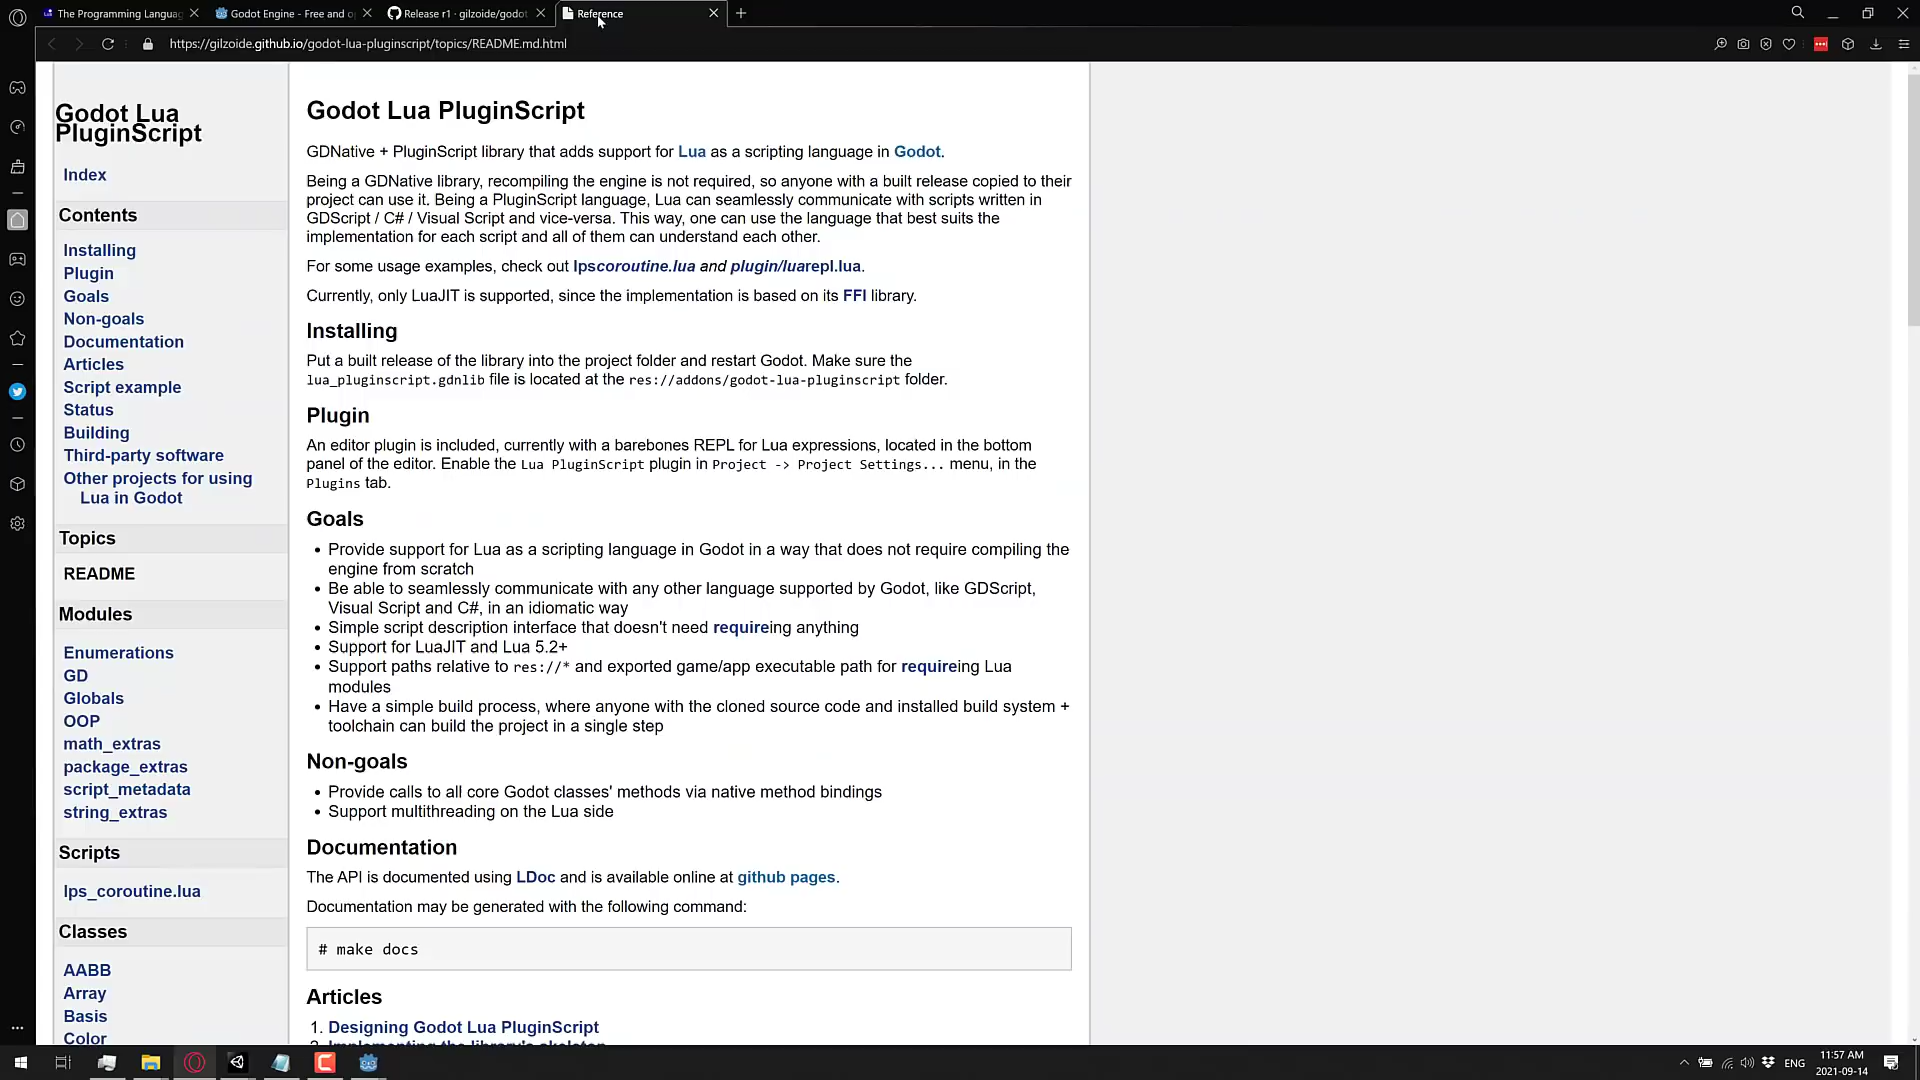 The Programming Langua
Godot Engine - Free and o
Release r1 · gilzoide/godot
Reference
https://gilzoide.github.io/godot-lua-pluginscript/topics/README.md.html
Godot Lua
PluginScript
Index
Contents
Installing
Plugin
Goals
Non-goals
Documentation
Articles
Script example
Status
Building
Third-party software
Other projects for using
Lua in Godot
Topics
README
Modules
Enumerations
GD
Globals
OOP
math_extras
package_extras
script_metadata
string_extras
Scripts
lps_coroutine.lua
Classes
AABB
Array
Basis
Color
Godot Lua PluginScript
GDNative + PluginScript library that adds support for Lua as a scripting language in Godot.
Being a GDNative library, recompiling the engine is not required, so anyone with a built release copied to their
project can use it. Being a PluginScript language, Lua can seamlessly communicate with scripts written in
GDScript / C# / Visual Script and vice-versa. This way, one can use the language that best suits the
implementation for each script and all of them can understand each other.
For some usage examples, check out lpscoroutine.lua and plugin/luarepl.lua.
Currently, only LuaJIT is supported, since the implementation is based on its FFI library.
Installing
Put a built release of the library into the project folder and restart Godot. Make sure the
lua_pluginscript.gdnlib file is located at the res://addons/godot-lua-pluginscript folder.
Plugin
An editor plugin is included, currently with a barebones REPL for Lua expressions, located in the bottom
panel of the editor. Enable the Lua PluginScript plugin in Project -> Project Settings... menu, in the
Plugins tab.
Goals
• Provide support for Lua as a scripting language in Godot in a way that does not require compiling the
engine from scratch
• Be able to seamlessly communicate with any other language supported by Godot, like GDScript,
Visual Script and C#, in an idiomatic way
• Simple script description interface that doesn't need requireing anything
• Support for LuaJIT and Lua 5.2+
• Support paths relative to res://* and exported game/app executable path for requireing Lua
modules
• Have a simple build process, where anyone with the cloned source code and installed build system +
toolchain can build the project in a single step
Non-goals
• Provide calls to all core Godot classes' methods via native method bindings
• Support multithreading on the Lua side
Documentation
The API is documented using LDoc and is available online at github pages.
Documentation may be generated with the following command:
# make docs
Articles
1. Designing Godot Lua PluginScript
2. Implementing the library's skeleton
ENG
11:57 AM
2021-09-14